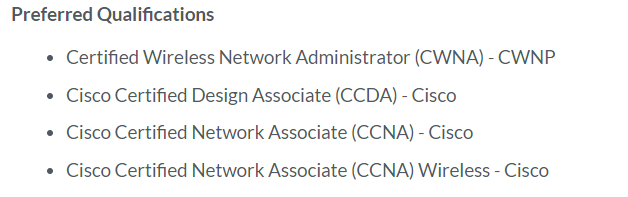 Preferred Qualifications
• Certified Wireless Network Administrator (CWNA) - CWNP
• Cisco Certified Design Associate (CCDA) - Cisco
• Cisco Certified Network Associate (CCNA) - Cisco
• Cisco Certified Network Associate (CCNA) Wireless - Cisco